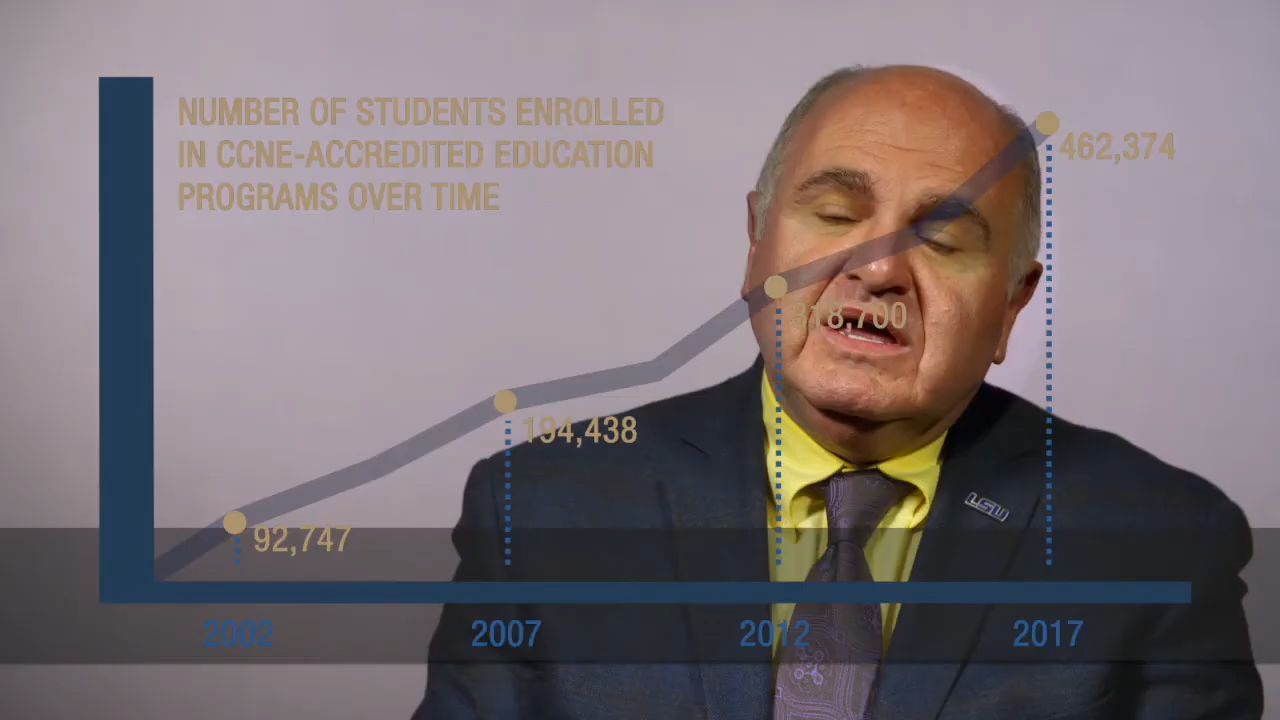 NUMBER OF STUDENTS ENROLLED
IN CCNE-ACCREDITED EDUCATION
PROGRAMS OVER TIME
462,374
318,700
194,438
92,747
LSU
2002 2007 2012 2017